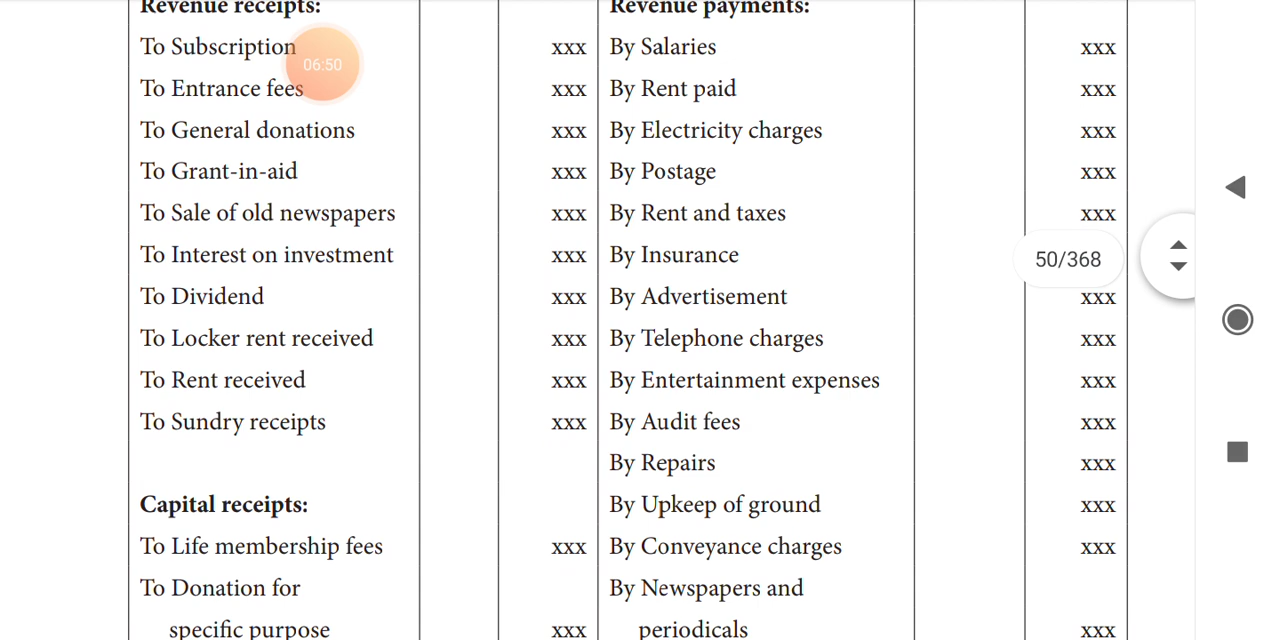 Revenue receipts:
Revenue payments:
To Subscription xxx By Salaries xxx
06:50
To Entrance fees xxx By Rent paid xxx
To General donations xxx By Electricity charges xxx
To Grant-in-aid xxx By Postage xxx
To Sale of old newspapers xxx By Rent and taxes xxx
To Interest on investment xxx By Insurance
50/368
To Dividend xxx By Advertisement xxx
To Locker rent received xxx By Telephone charges xxx
To Rent received xxx By Entertainment expenses xxx
To Sundry receipts xxx By Audit fees xxx
By Repairs xxx
Capital receipts: By Upkeep of ground xxx
To Life membership fees xxx By Conveyance charges xxx
To Donation for By Newspapers and
specific purpose xxx periodicals xxx